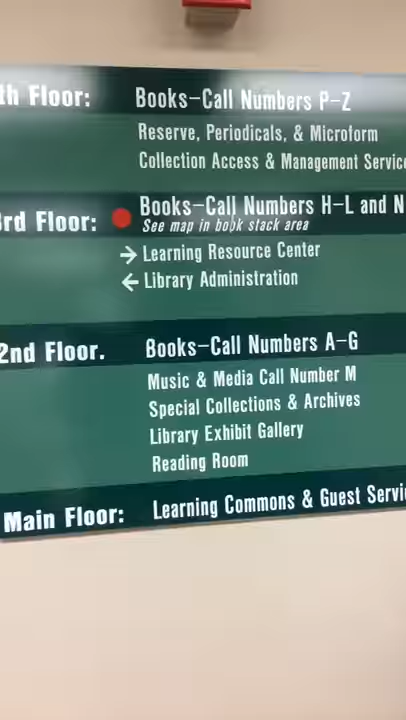 th Floor: Books–Call Numbers P–Z
Reserve, Periodicals, & Microform
Collection Access & Management Service
3rd Floor: Books–Call Numbers H–L and N
See map in book stack area
→ Learning Resource Center
← Library Administration
2nd Floor. Books–Call Numbers A–G
Music & Media Call Number M
Special Collections & Archives
Library Exhibit Gallery
Reading Room
Main Floor: Learning Commons & Guest Servic